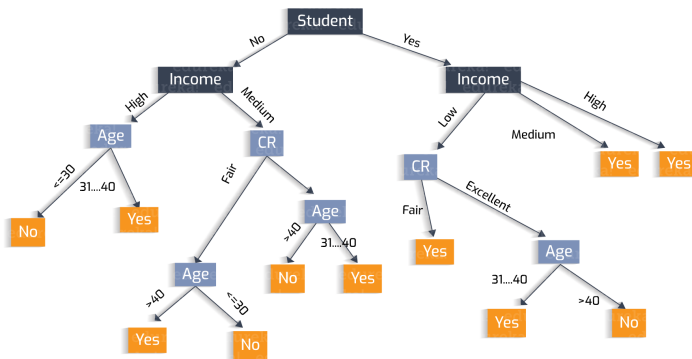 Student
No
Yes
Income
Income
High
Medium
Low
Medium
High
Age
CR
CR
Yes
Yes
<=30
31....40
Fair
Fair
Excellent
No
Yes
Age
>40
31....40
Yes
Age
Age
No
Yes
31....40
>40
>40
<=30
Yes
No
Yes
No